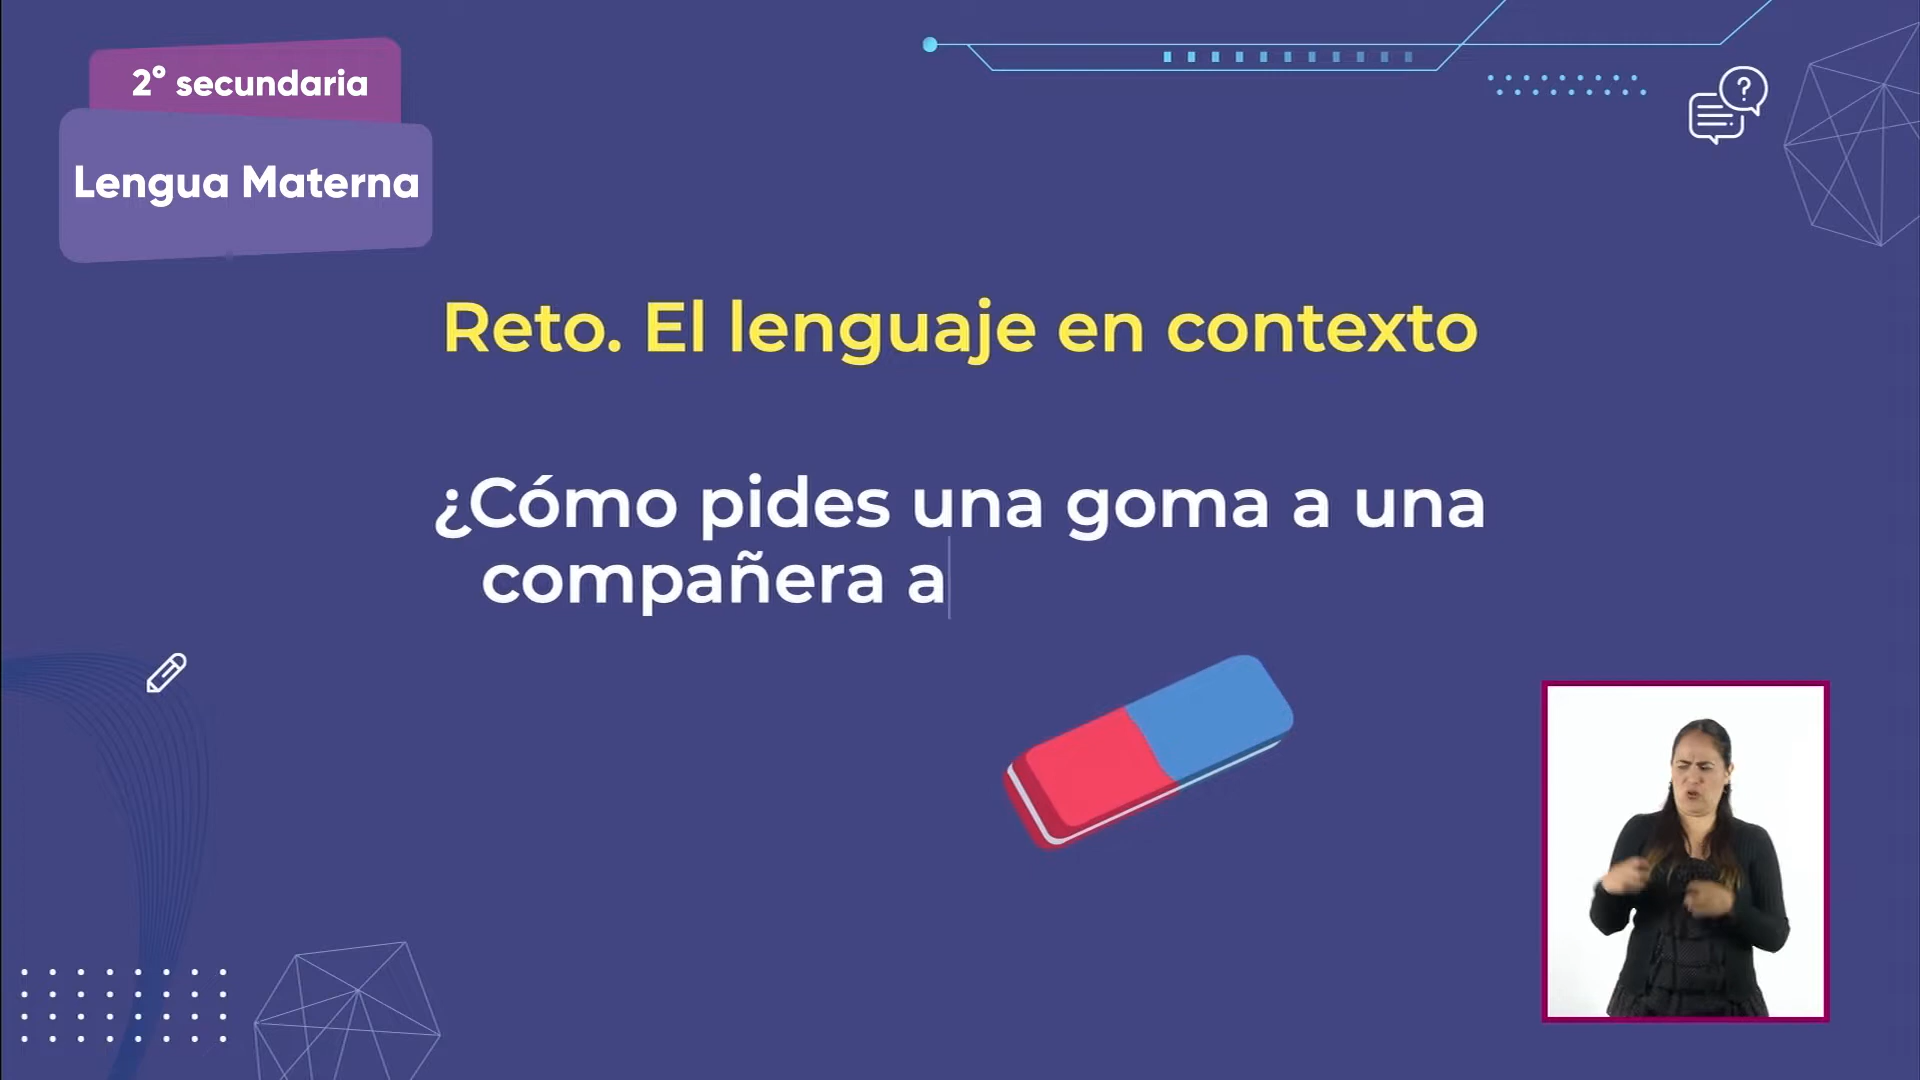 2° secundaria
Lengua Materna
?
Reto. El lenguaje en contexto
¿Cómo pides una goma a una
compañera a